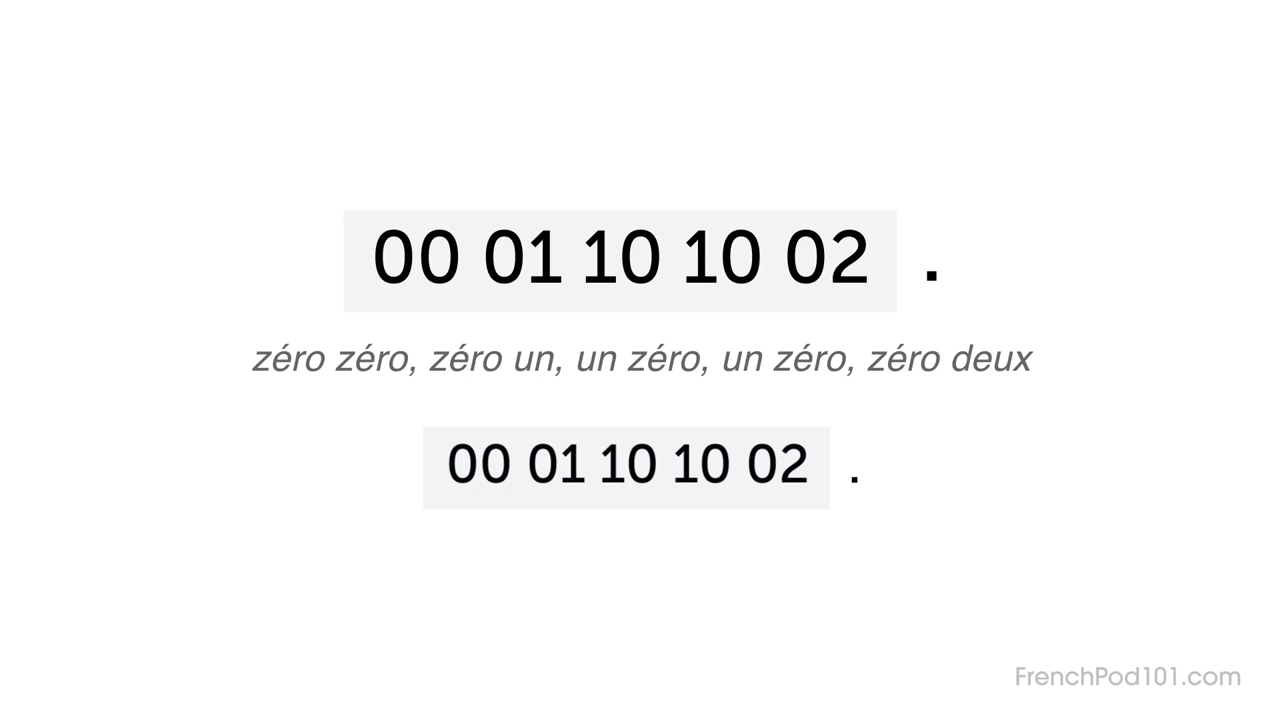 00 01 10 10 02 .
zéro zéro, zéro un, un zéro, un zéro, zéro deux
00 01 10 10 02 .
FrenchPod101.com